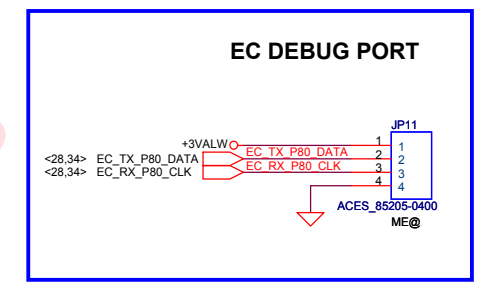 EC DEBUG PORT
JP11
+3VALW 1 1
<28,34> EC_TX_P80_DATA EC_TX_P80_DATA 2 2
<28,34> EC_RX_P80_CLK EC_RX_P80_CLK 3 3
4 4
ACES_85205-0400
ME@